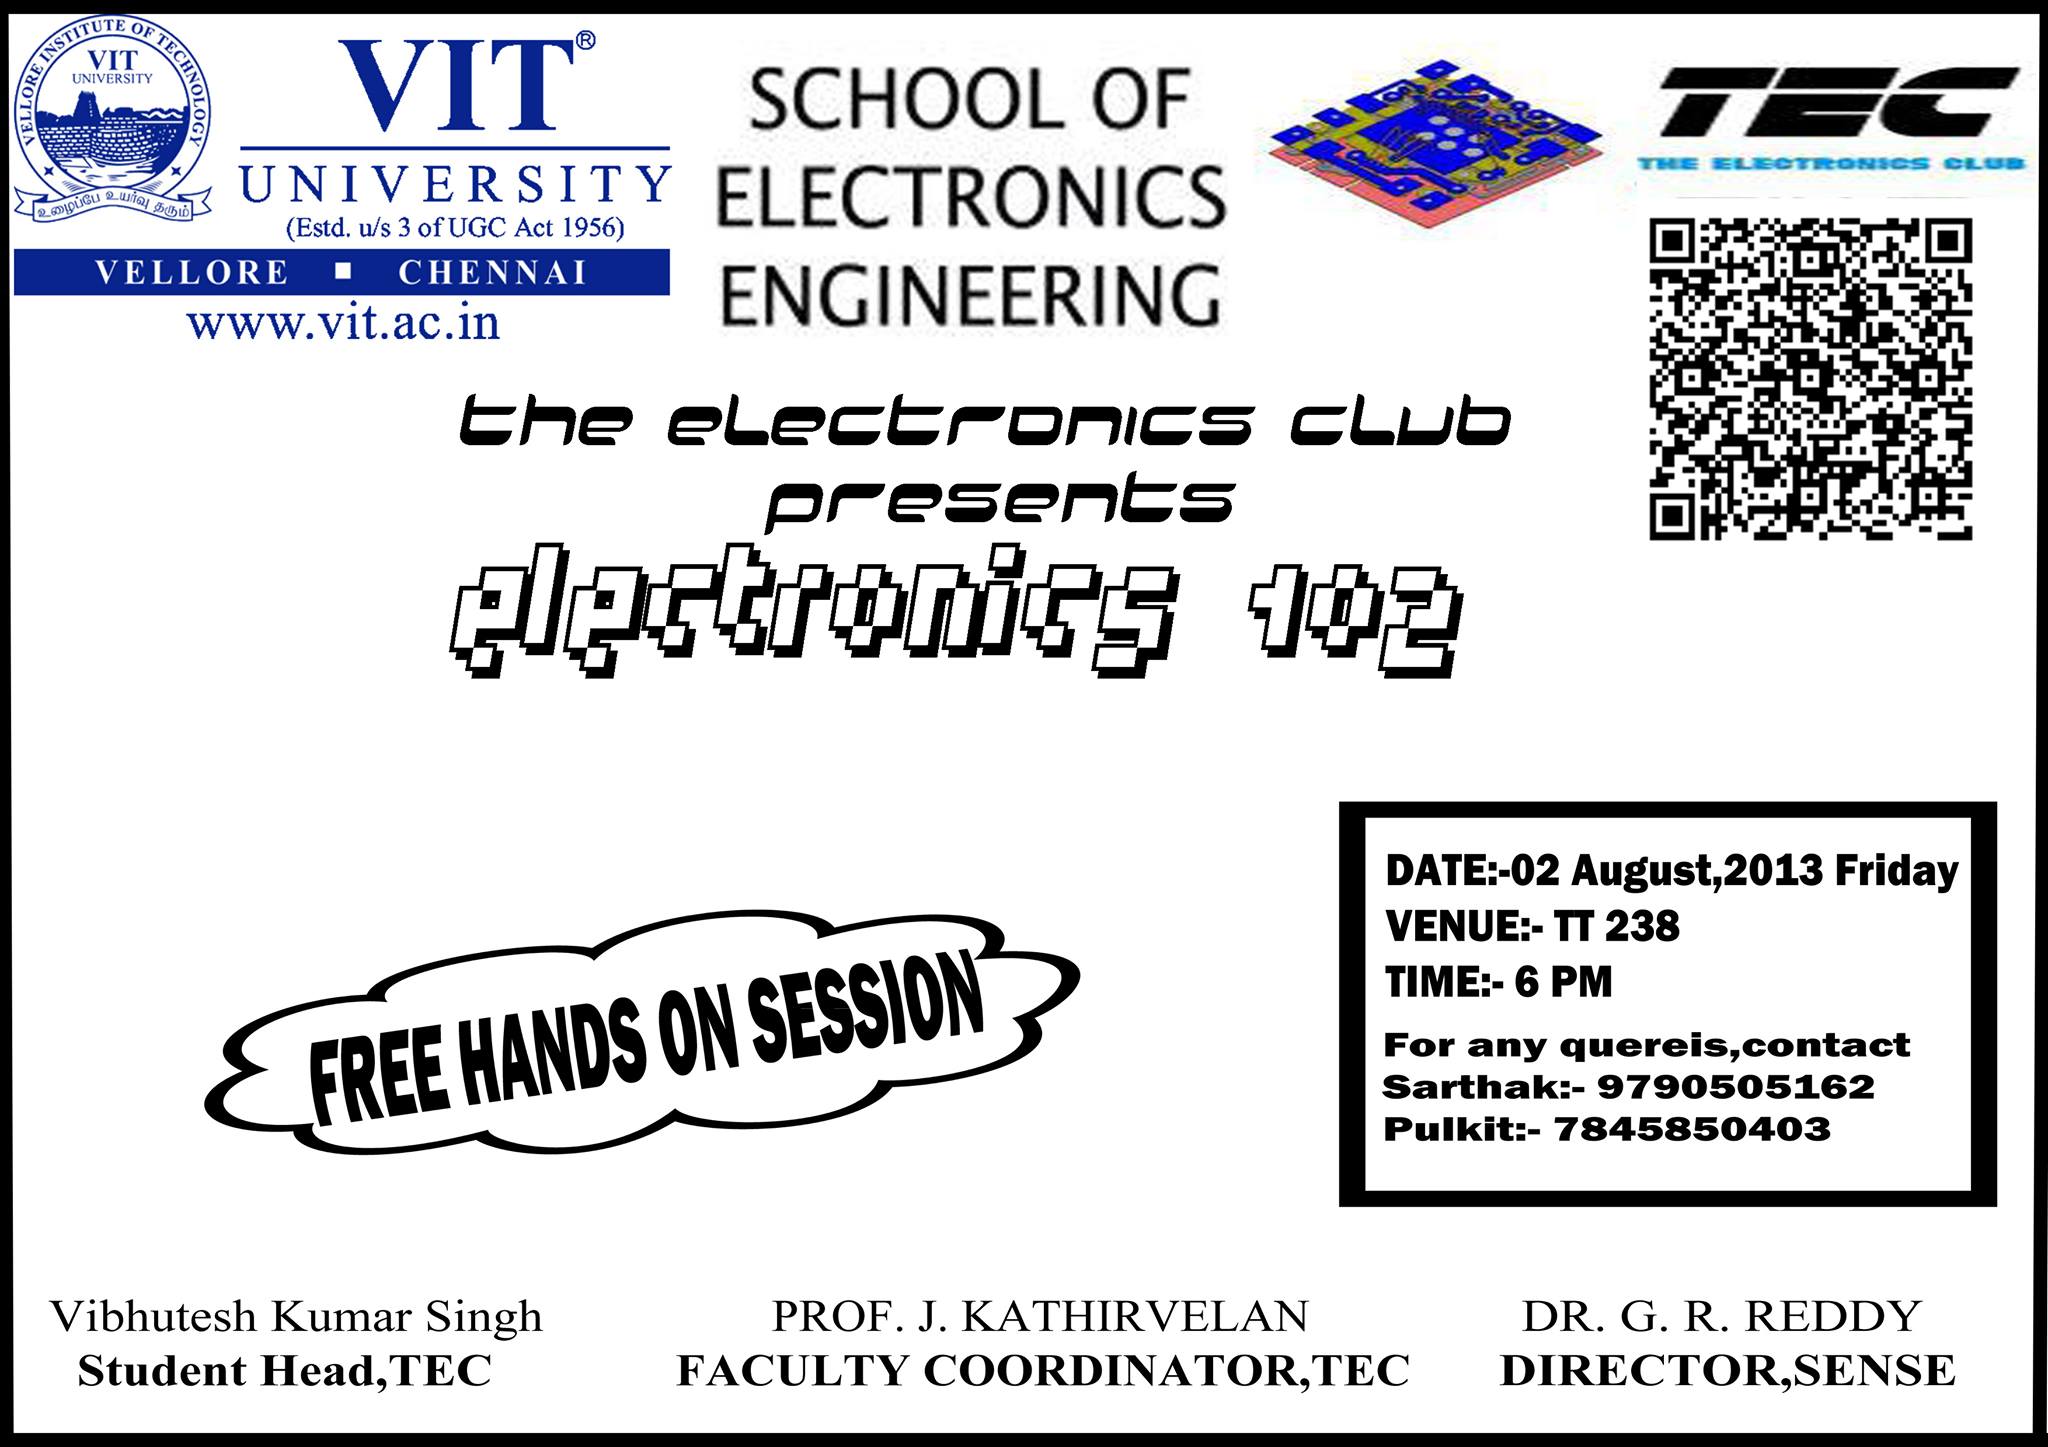 VELLORE INSTITUTE OF TECHNOLOGY
VIT
UNIVERSITY
உழைப்பே உயர்வு தரும்
VIT®
UNIVERSITY
(Estd. u/s 3 of UGC Act 1956)
VELLORE ■ CHENNAI
www.vit.ac.in
SCHOOL OF
ELECTRONICS
ENGINEERING
TEC
THE ELECTRONICS CLUB
the electronics club
presents
electronics 102
FREE HANDS ON SESSION
DATE:-02 August,2013 Friday
VENUE:- TT 238
TIME:- 6 PM
For any quereis,contact
Sarthak:- 9790505162
Pulkit:- 7845850403
Vibhutesh Kumar Singh
Student Head,TEC
PROF. J. KATHIRVELAN
FACULTY COORDINATOR,TEC
DR. G. R. REDDY
DIRECTOR,SENSE